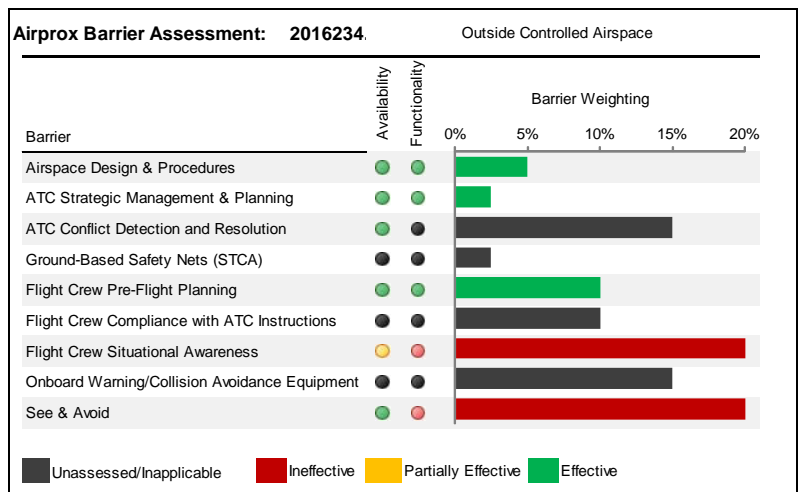 Airprox Barrier Assessment: 2016234.
Outside Controlled Airspace
Availability
Functionality
Barrier Weighting
Barrier
0% 5% 10% 15% 20%
Airspace Design & Procedures
ATC Strategic Management & Planning
ATC Conflict Detection and Resolution
Ground-Based Safety Nets (STCA)
Flight Crew Pre-Flight Planning
Flight Crew Compliance with ATC Instructions
Flight Crew Situational Awareness
Onboard Warning/Collision Avoidance Equipment
See & Avoid
Unassessed/Inapplicable Ineffective Partially Effective Effective